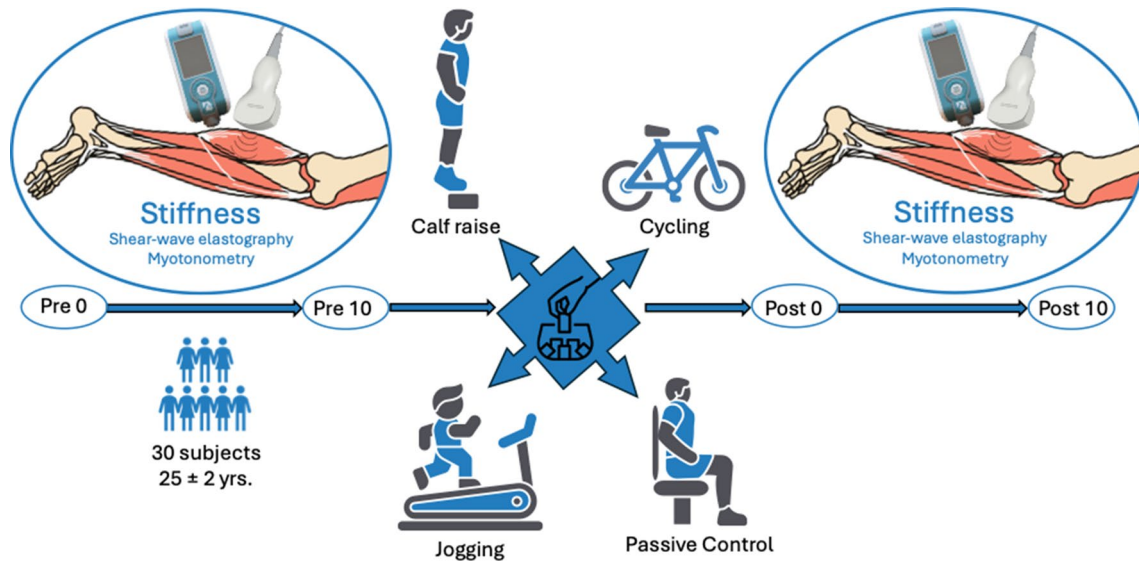 Stiffness
Shear-wave elastography
Myotonometry
Calf raise
Cycling
Stiffness
Shear-wave elastography
Myotonometry
Pre 0
Pre 10
Post 0
Post 10
30 subjects
25 ± 2 yrs.
Jogging
Passive Control